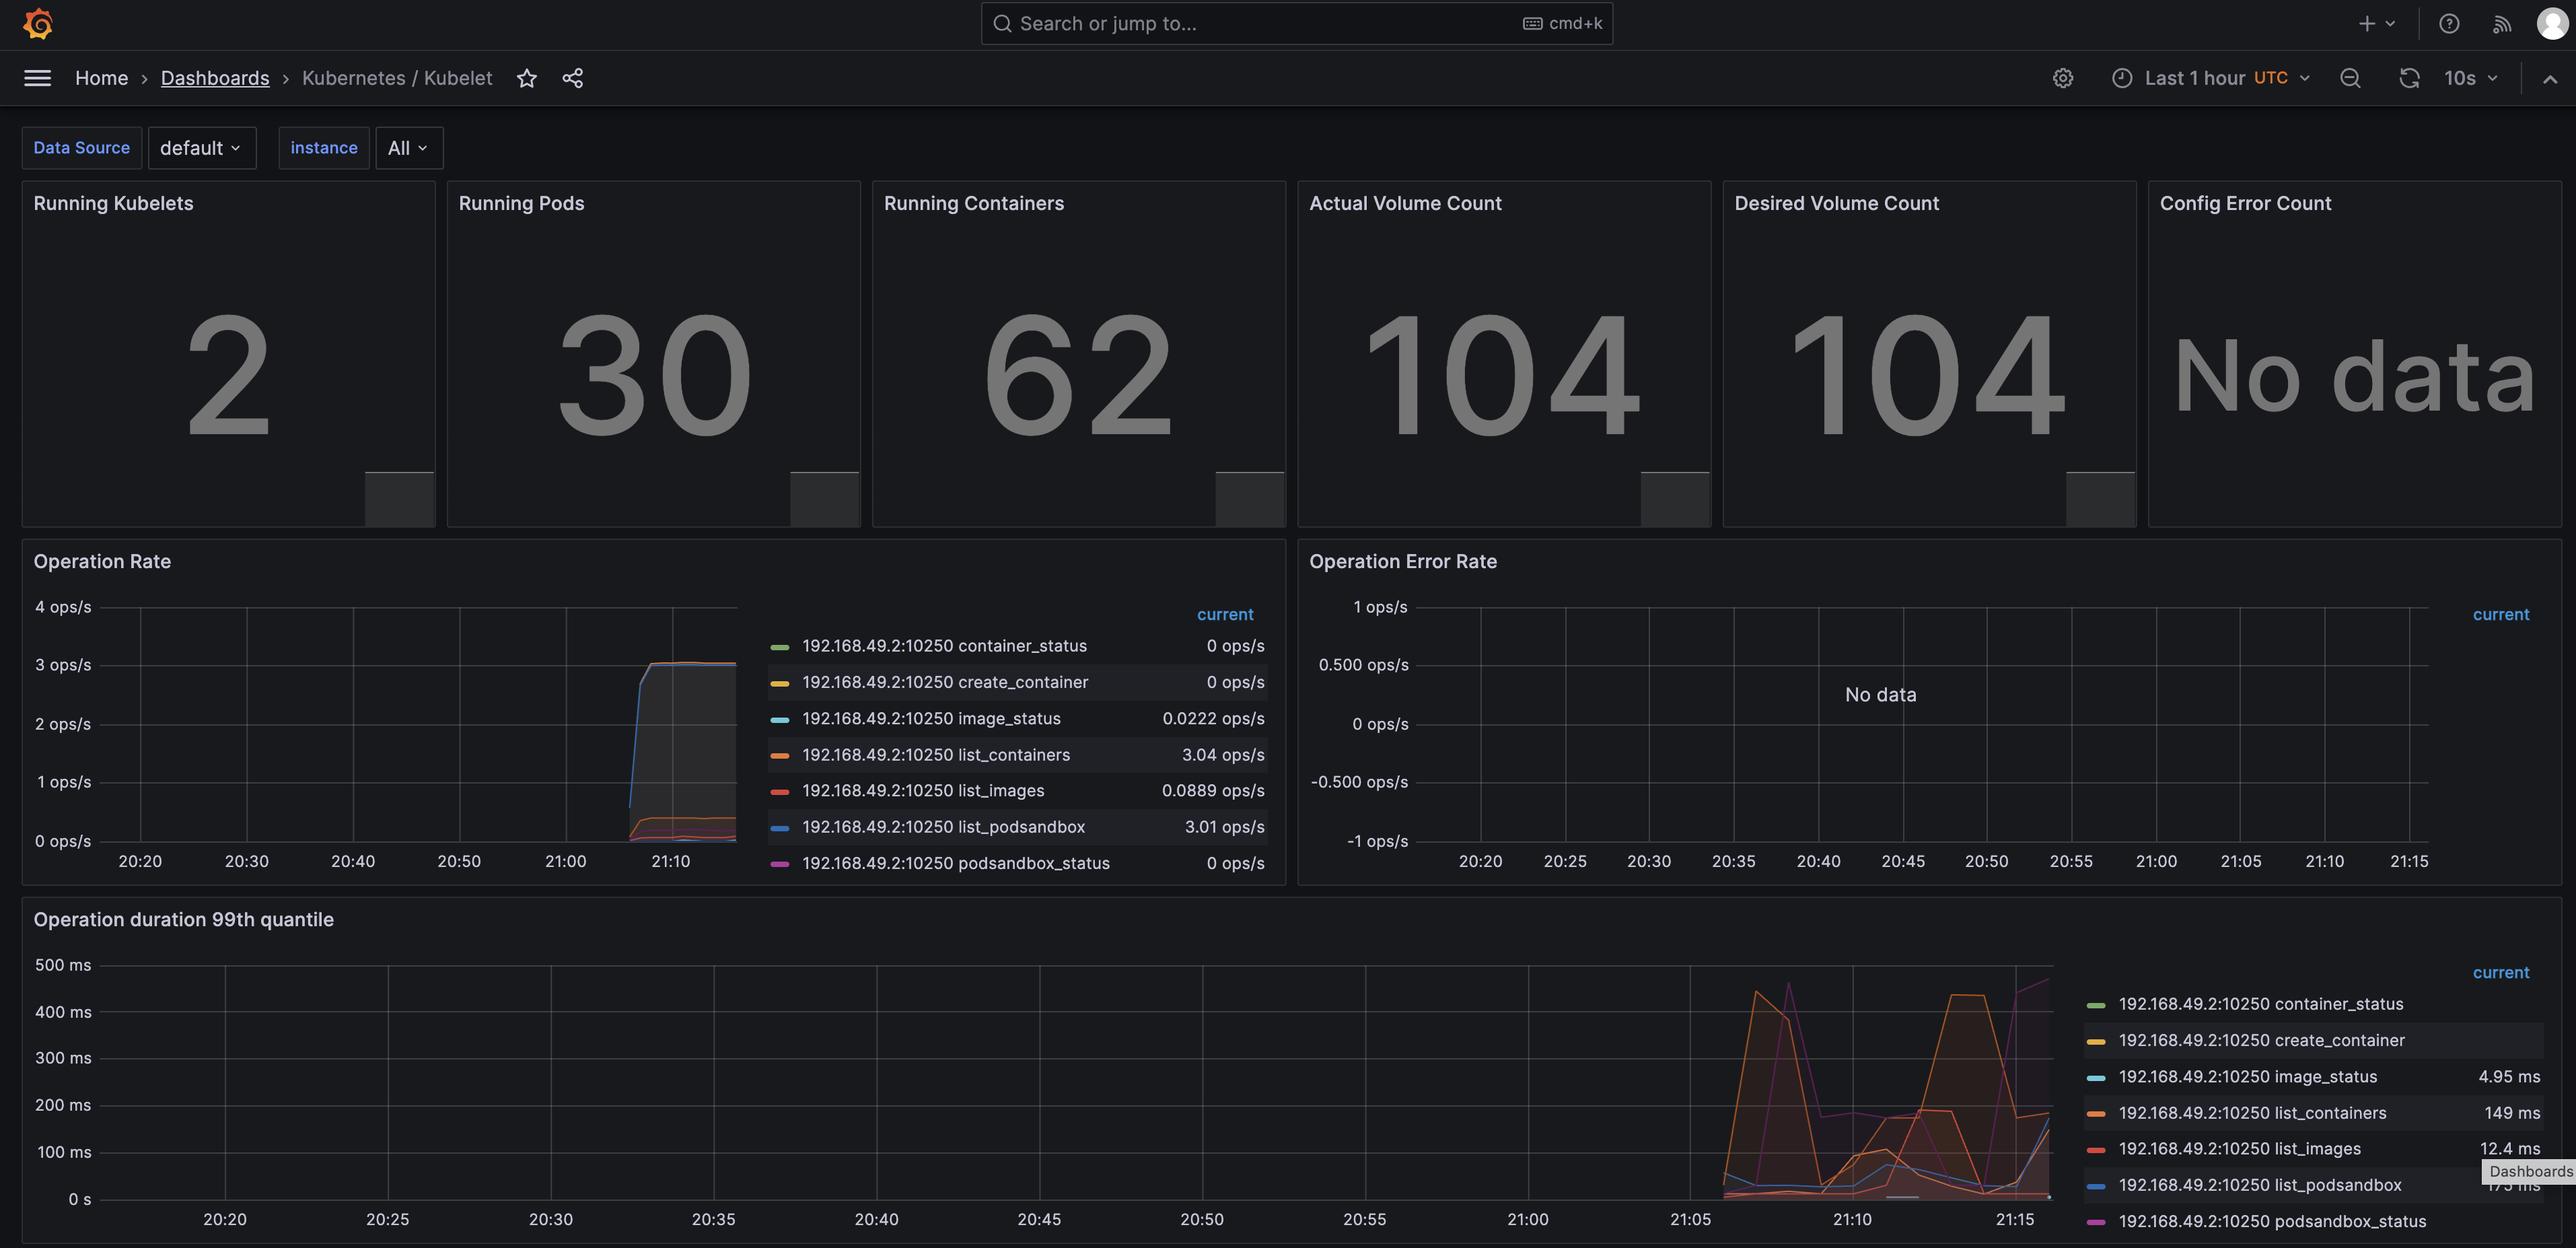 Search or jump to... cmd+k
Home › Dashboards › Kubernetes / Kubelet
Last 1 hour UTC
10s
Data Source default instance All
Running Kubelets
2
Running Pods
30
Running Containers
62
Actual Volume Count
104
Desired Volume Count
104
Config Error Count
No data
Operation Rate
4 ops/s
3 ops/s
2 ops/s
1 ops/s
0 ops/s
20:20 20:30 20:40 20:50 21:00 21:10
current
192.168.49.2:10250 container_status 0 ops/s
192.168.49.2:10250 create_container 0 ops/s
192.168.49.2:10250 image_status 0.0222 ops/s
192.168.49.2:10250 list_containers 3.04 ops/s
192.168.49.2:10250 list_images 0.0889 ops/s
192.168.49.2:10250 list_podsandbox 3.01 ops/s
192.168.49.2:10250 podsandbox_status 0 ops/s
Operation Error Rate
1 ops/s
0.500 ops/s
0 ops/s
-0.500 ops/s
-1 ops/s
No data
20:20 20:25 20:30 20:35 20:40 20:45 20:50 20:55 21:00 21:05 21:10 21:15
current
Operation duration 99th quantile
500 ms
400 ms
300 ms
200 ms
100 ms
0 s
20:20 20:25 20:30 20:35 20:40 20:45 20:50 20:55 21:00 21:05 21:10 21:15
current
192.168.49.2:10250 container_status
192.168.49.2:10250 create_container
192.168.49.2:10250 image_status 4.95 ms
192.168.49.2:10250 list_containers 149 ms
192.168.49.2:10250 list_images 12.4 ms
Dashboards
192.168.49.2:10250 list_podsandbox ms
192.168.49.2:10250 podsandbox_status